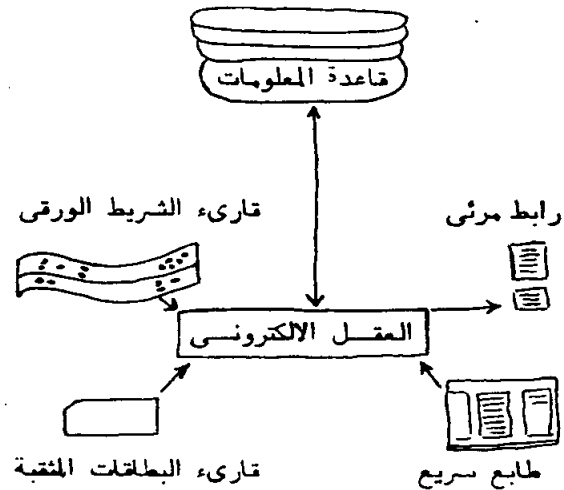 قاعدة المعلومات
قارىء الشريط الورقى
رابط مرئى
العقل الالكترونى
قارىء البطاقات المثقبة
طابع سريع